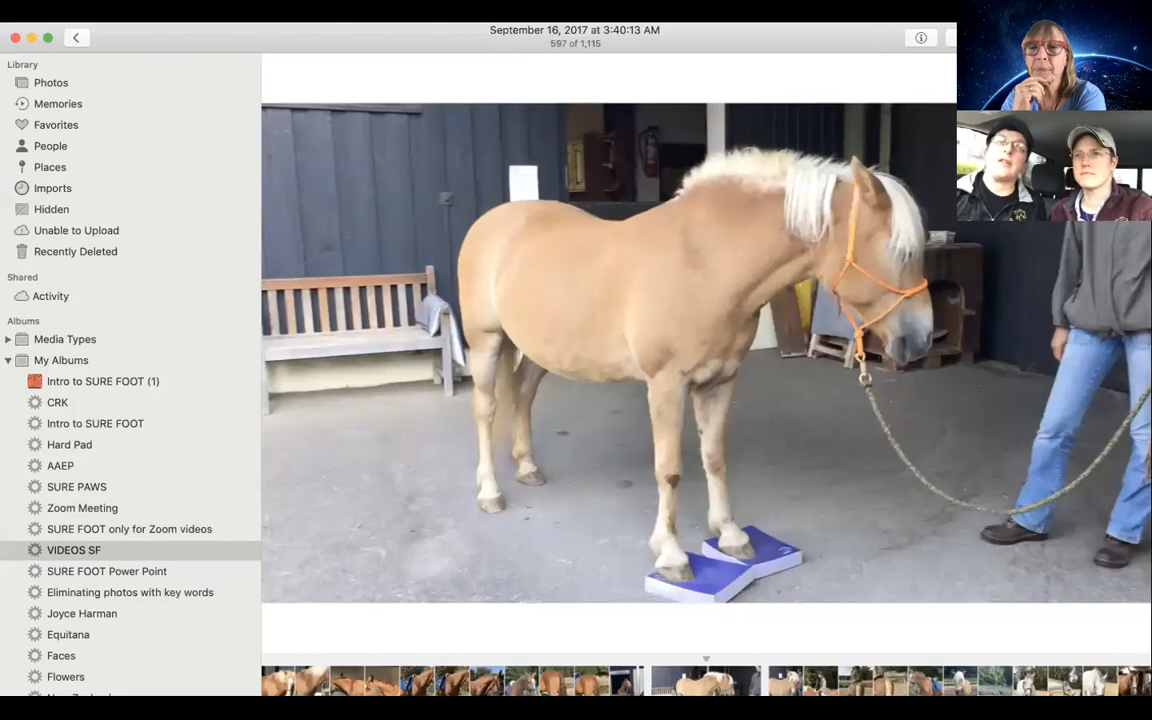 September 16, 2017 at 3:40:13 AM
597 of 1,115
Library
Photos
Memories
Favorites
People
Places
Imports
Hidden
Unable to Upload
Recently Deleted
Shared
Activity
Albums
Media Types
My Albums
Intro to SURE FOOT (1)
CRK
Intro to SURE FOOT
Hard Pad
AAEP
SURE PAWS
Zoom Meeting
SURE FOOT only for Zoom videos
VIDEOS SF
SURE FOOT Power Point
Eliminating photos with key words
Joyce Harman
Equitana
Faces
Flowers